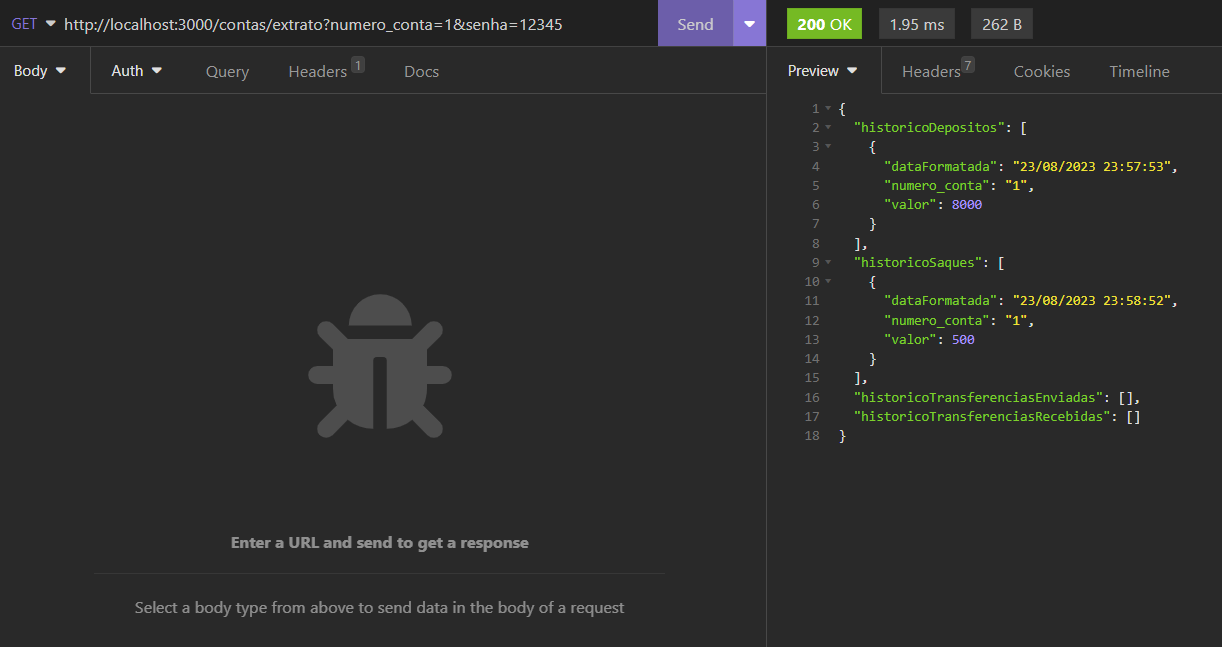 GET http://localhost:3000/contas/extrato?numero_conta=1&senha=12345 Send
200 OK 1.95 ms 262 B
Body Auth Query Headers 1 Docs
Preview Headers 7 Cookies Timeline
Enter a URL and send to get a response
Select a body type from above to send data in the body of a request
1 {
2 "historicoDepositos": [
3 {
4 "dataFormatada": "23/08/2023 23:57:53",
5 "numero_conta": "1",
6 "valor": 8000
7 }
8 ],
9 "historicoSaques": [
10 {
11 "dataFormatada": "23/08/2023 23:58:52",
12 "numero_conta": "1",
13 "valor": 500
14 }
15 ],
16 "historicoTransferenciasEnviadas": [],
17 "historicoTransferenciasRecebidas": []
18 }